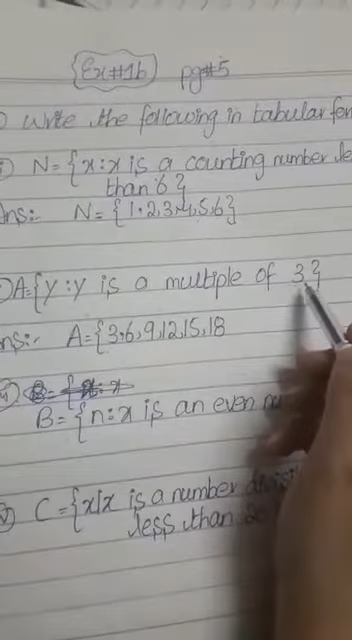 Ex#1b pg#5
Write the following in tabular
i) N={x:x is a counting number
than 6}
Ans:- N={1,2,3,4,5,6}
A={Y:Y is a multiple of 3}
Ans:- A={3,6,9,12,15,18
B={n:x is an even
C={x/x is a number
less than